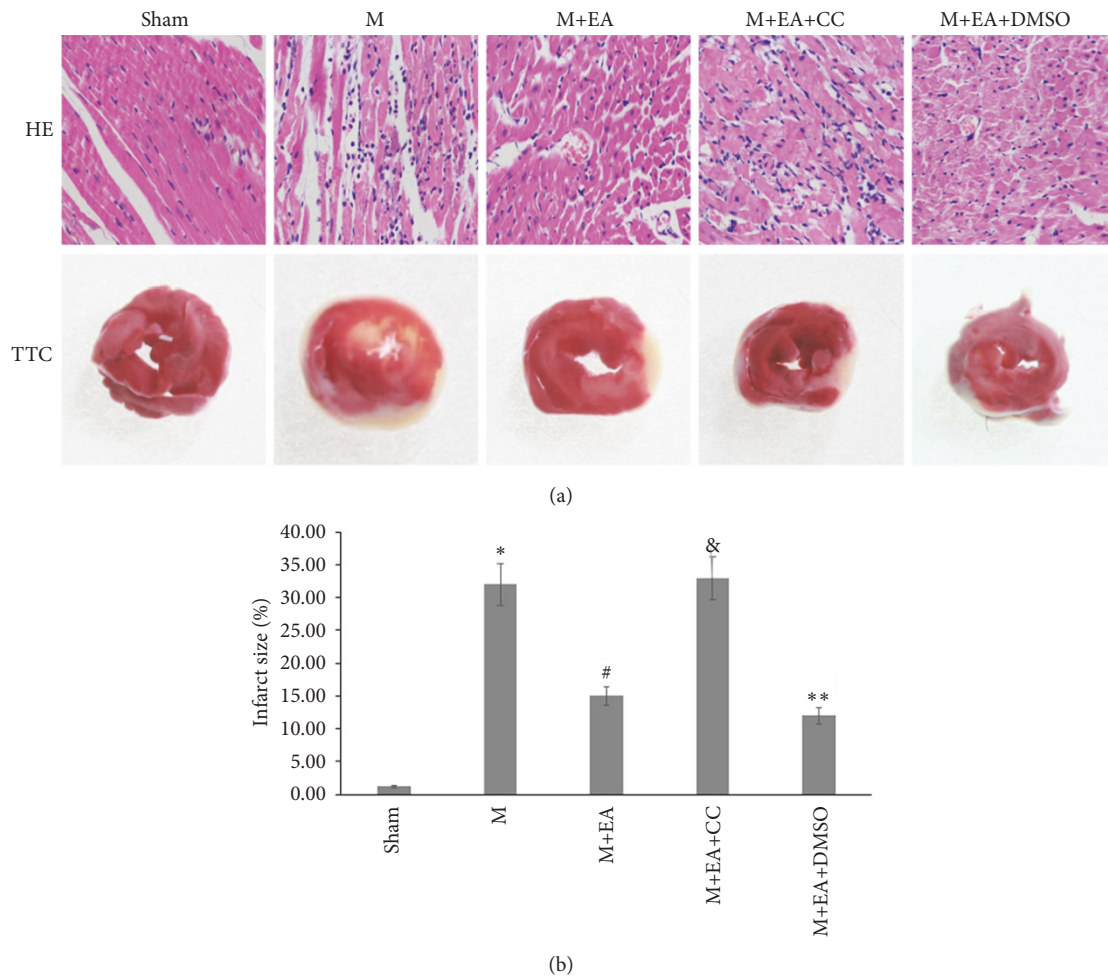 Sham M M+EA M+EA+CC M+EA+DMSO
HE
TTC
(a)
40.00
35.00
30.00
25.00
20.00
15.00
10.00
5.00
0.00
Infarct size (%)
*
#
&
**
Sham
M
M+EA
M+EA+CC
M+EA+DMSO
(b)